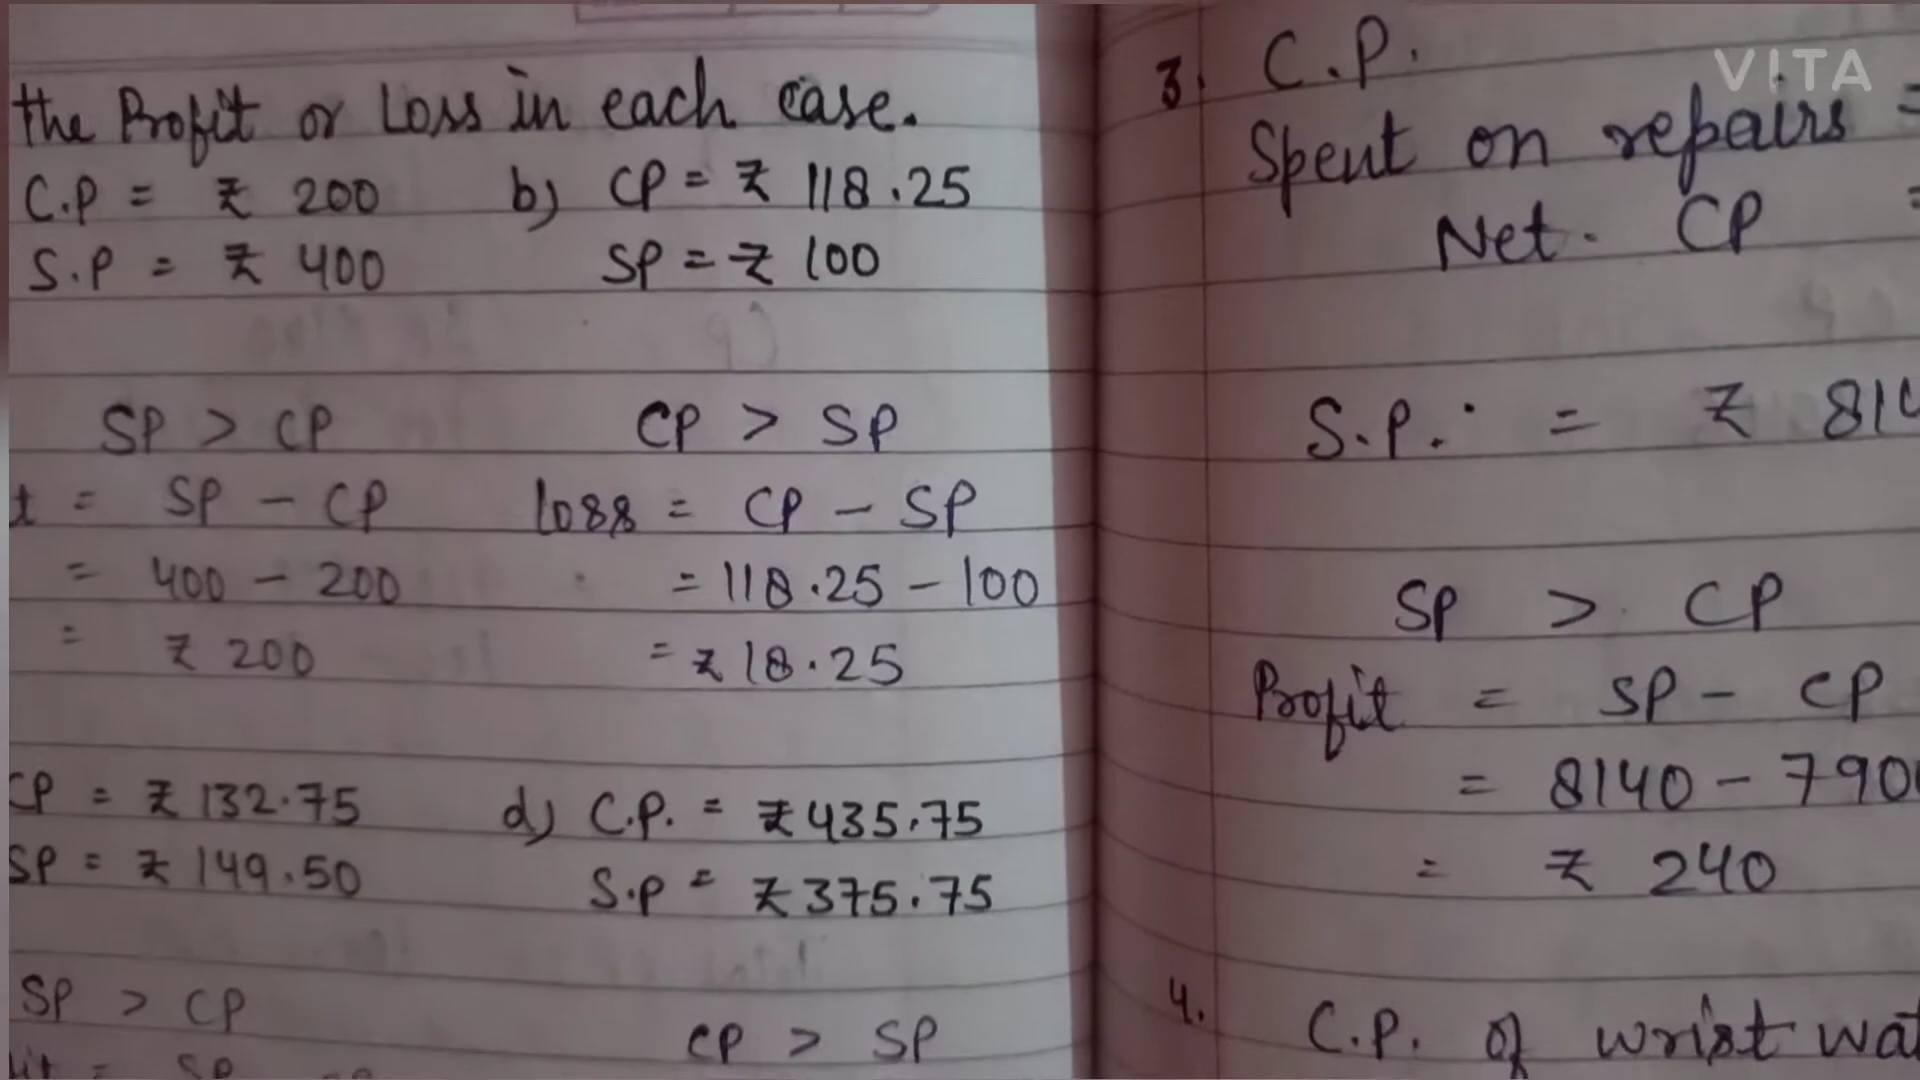 the Profit or Loss in each case.
C.P = ₹ 200
S.P = ₹ 400
SP > CP
t = SP - CP
= 400 - 200
= ₹ 200
b) CP = ₹ 118.25
SP = ₹ 100
CP > SP
loss = CP - SP
= 118.25 - 100
= ₹ 18.25
CP = ₹ 132.75
SP = ₹ 149.50
SP > CP
d) C.P. = ₹ 435.75
S.P = ₹ 375.75
CP > SP
VITA
3. C.P.
Spent on repairs =
Net. CP =
S.P. = ₹ 814
SP > CP
Profit = SP - CP
= 8140 - 790
= ₹ 240
4. C.P. of wrist wat